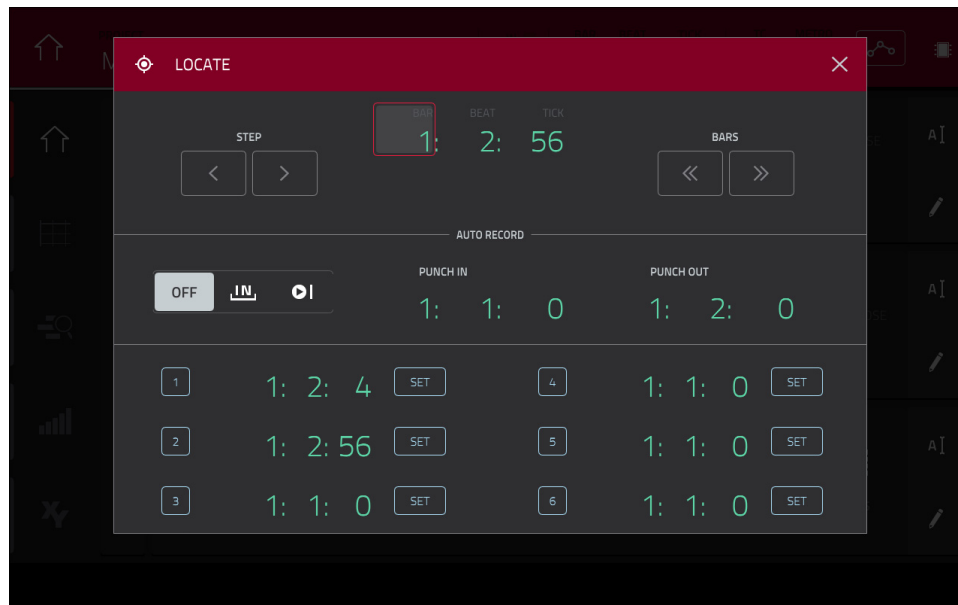 LOCATE
BAR BEAT TICK
1: 2: 56
STEP
BARS
AUTO RECORD
OFF IN
PUNCH IN
1: 1: 0
PUNCH OUT
1: 2: 0
1 1: 2: 4 SET
4 1: 1: 0 SET
2 1: 2: 56 SET
5 1: 1: 0 SET
3 1: 1: 0 SET
6 1: 1: 0 SET
XY